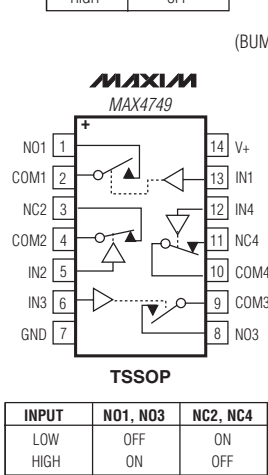 HIGH OFF
(BUM
MAXIM
MAX4749
+
NO1 1 14 V+
COM1 2 13 IN1
NC2 3 12 IN4
COM2 4 11 NC4
IN2 5 10 COM4
IN3 6 9 COM3
GND 7 8 NO3
TSSOP
INPUT NO1, NO3 NC2, NC4
LOW OFF ON
HIGH ON OFF